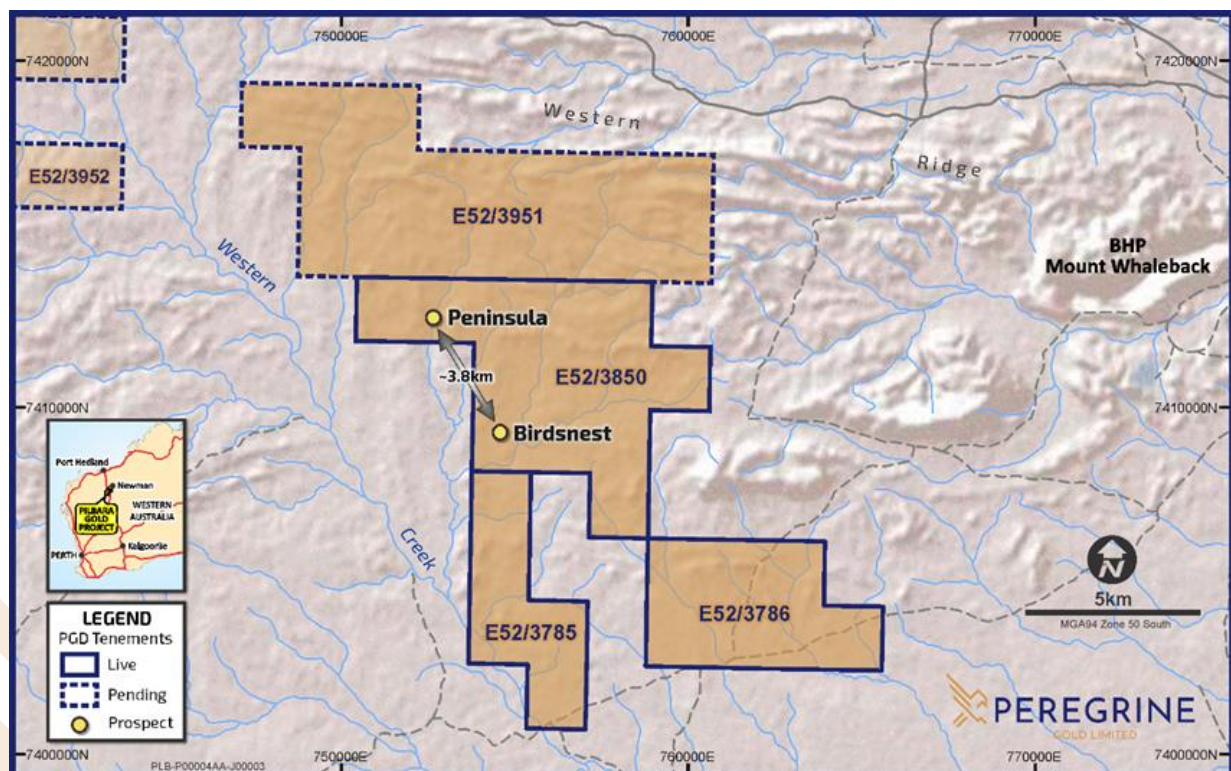 750000E
760000E
770000E
7420000N
7420000N
Western
Ridge
E52/3952
E52/3951
Western
BHP
Mount Whaleback
Peninsula
~3.8km
E52/3850
7410000N
7410000N
Birdsnest
Port Hedland
Newman
PILBARA
GOLD
PROJECT
WESTERN
AUSTRALIA
PERTH
Kalgoorlie
Creek
N
5km
MGA94 Zone 50 South
LEGEND
PGD Tenements
Live
Pending
Prospect
E52/3785
E52/3786
PEREGRINE
GOLD LIMITED
7400000N
750000E
760000E
770000E
7400000N
PLB-P00004AA-J00003